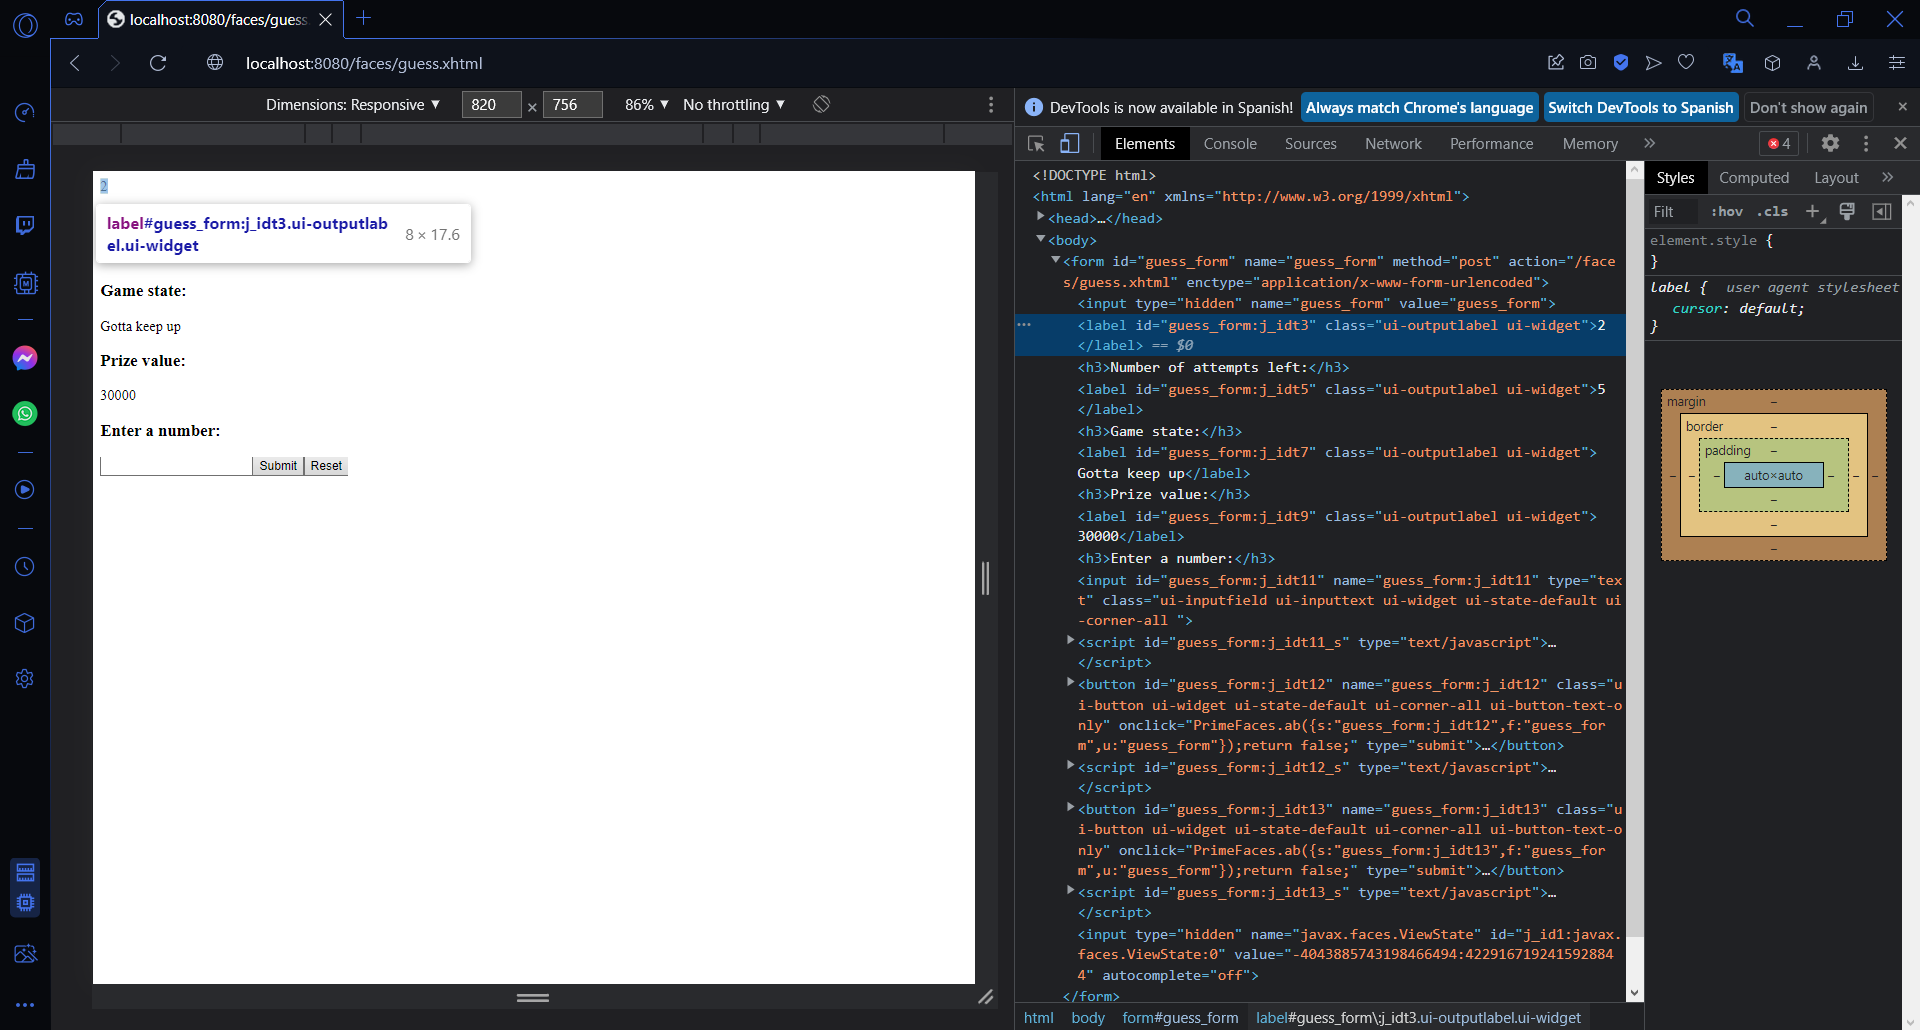 localhost:8080/faces/guess.
localhost:8080/faces/guess.xhtml
Dimensions: Responsive ▼ 820 × 756 86% ▼ No throttling ▼
2
label#guess_form:j_idt3.ui-outputlab
el.ui-widget
8 × 17.6
Game state:
Gotta keep up
Prize value:
30000
Enter a number:
Submit Reset
DevTools is now available in Spanish! Always match Chrome's language Switch DevTools to Spanish Don't show again ×
Elements Console Sources Network Performance Memory » 4
<!DOCTYPE html>
<html lang="en" xmlns="http://www.w3.org/1999/xhtml">
<head>…</head>
<body>
<form id="guess_form" name="guess_form" method="post" action="/face
s/guess.xhtml" enctype="application/x-www-form-urlencoded">
<input type="hidden" name="guess_form" value="guess_form">
<label id="guess_form:j_idt3" class="ui-outputlabel ui-widget">2
</label> == $0
<h3>Number of attempts left:</h3>
<label id="guess_form:j_idt5" class="ui-outputlabel ui-widget">5
</label>
<h3>Game state:</h3>
<label id="guess_form:j_idt7" class="ui-outputlabel ui-widget">
Gotta keep up</label>
<h3>Prize value:</h3>
<label id="guess_form:j_idt9" class="ui-outputlabel ui-widget">
30000</label>
<h3>Enter a number:</h3>
<input id="guess_form:j_idt11" name="guess_form:j_idt11" type="tex
t" class="ui-inputfield ui-inputtext ui-widget ui-state-default ui
-corner-all ">
<script id="guess_form:j_idt11_s" type="text/javascript">…
</script>
<button id="guess_form:j_idt12" name="guess_form:j_idt12" class="u
i-button ui-widget ui-state-default ui-corner-all ui-button-text-o
nly" onclick="PrimeFaces.ab({s:"guess_form:j_idt12",f:"guess_for
m",u:"guess_form"});return false;" type="submit">…</button>
<script id="guess_form:j_idt12_s" type="text/javascript">…
</script>
<button id="guess_form:j_idt13" name="guess_form:j_idt13" class="u
i-button ui-widget ui-state-default ui-corner-all ui-button-text-o
nly" onclick="PrimeFaces.ab({s:"guess_form:j_idt13",f:"guess_for
m",u:"guess_form"});return false;" type="submit">…</button>
<script id="guess_form:j_idt13_s" type="text/javascript">…
</script>
<input type="hidden" name="javax.faces.ViewState" id="j_id1:javax.
faces.ViewState:0" value="-4043885743198466494:422916719241592884
4" autocomplete="off">
</form>
html body form#guess_form label#guess_form\:j_idt3.ui-outputlabel.ui-widget
Styles Computed Layout »
Filt :hov .cls +
element.style {
}
label { user agent stylesheet
cursor: default;
}
margin –
border –
padding –
– – – auto×auto – – –
–
–
–